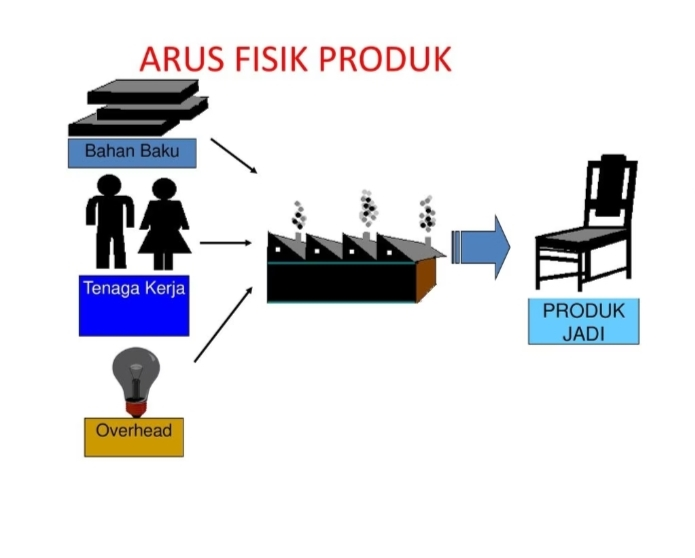 ARUS FISIK PRODUK
Bahan Baku
Tenaga Kerja
Overhead
PRODUK
JADI